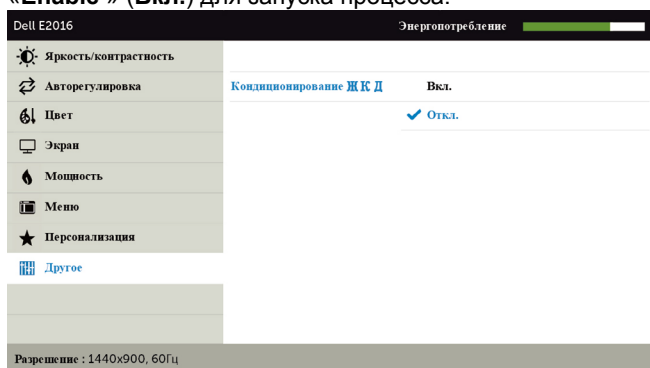 «Enable » (Вкл.) для запуска процесса.
Dell E2016 Энергопотребление
Яркость/контрастность
Авторегулировка Кондиционирование ЖК Д Вкл.
Цвет Откл.
Экран
Мощность
Меню
Персонализация
Другое
Разрешение : 1440x900, 60Гц